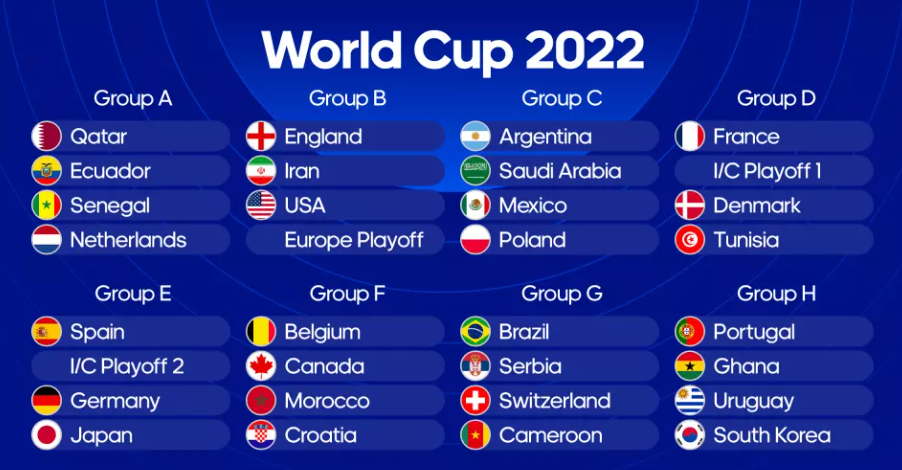 World Cup 2022
Group A
Qatar
Ecuador
Senegal
Netherlands
Group B
England
Iran
USA
Europe Playoff
Group C
Argentina
Saudi Arabia
Mexico
Poland
Group D
France
I/C Playoff 1
Denmark
Tunisia
Group E
Spain
I/C Playoff 2
Germany
Japan
Group F
Belgium
Canada
Morocco
Croatia
Group G
Brazil
Serbia
Switzerland
Cameroon
Group H
Portugal
Ghana
Uruguay
South Korea